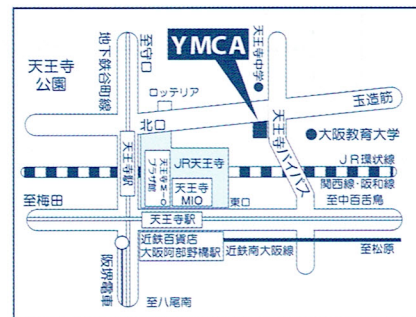 YMCA
天王寺
公園
地下鉄谷町線
至守口
天王寺中学
ロッテリア
玉造筋
北口
大阪教育大学
天王寺バイパス
天王寺駅
天王寺MIO
プラザ館
JR天王寺
天王寺
MIO
JR環状線
関西線・阪和線
至梅田
東口
至中百舌鳥
天王寺駅
近鉄百貨店
大阪阿部野橋駅
近鉄南大阪線
至松原
阪堺電車
至八尾南